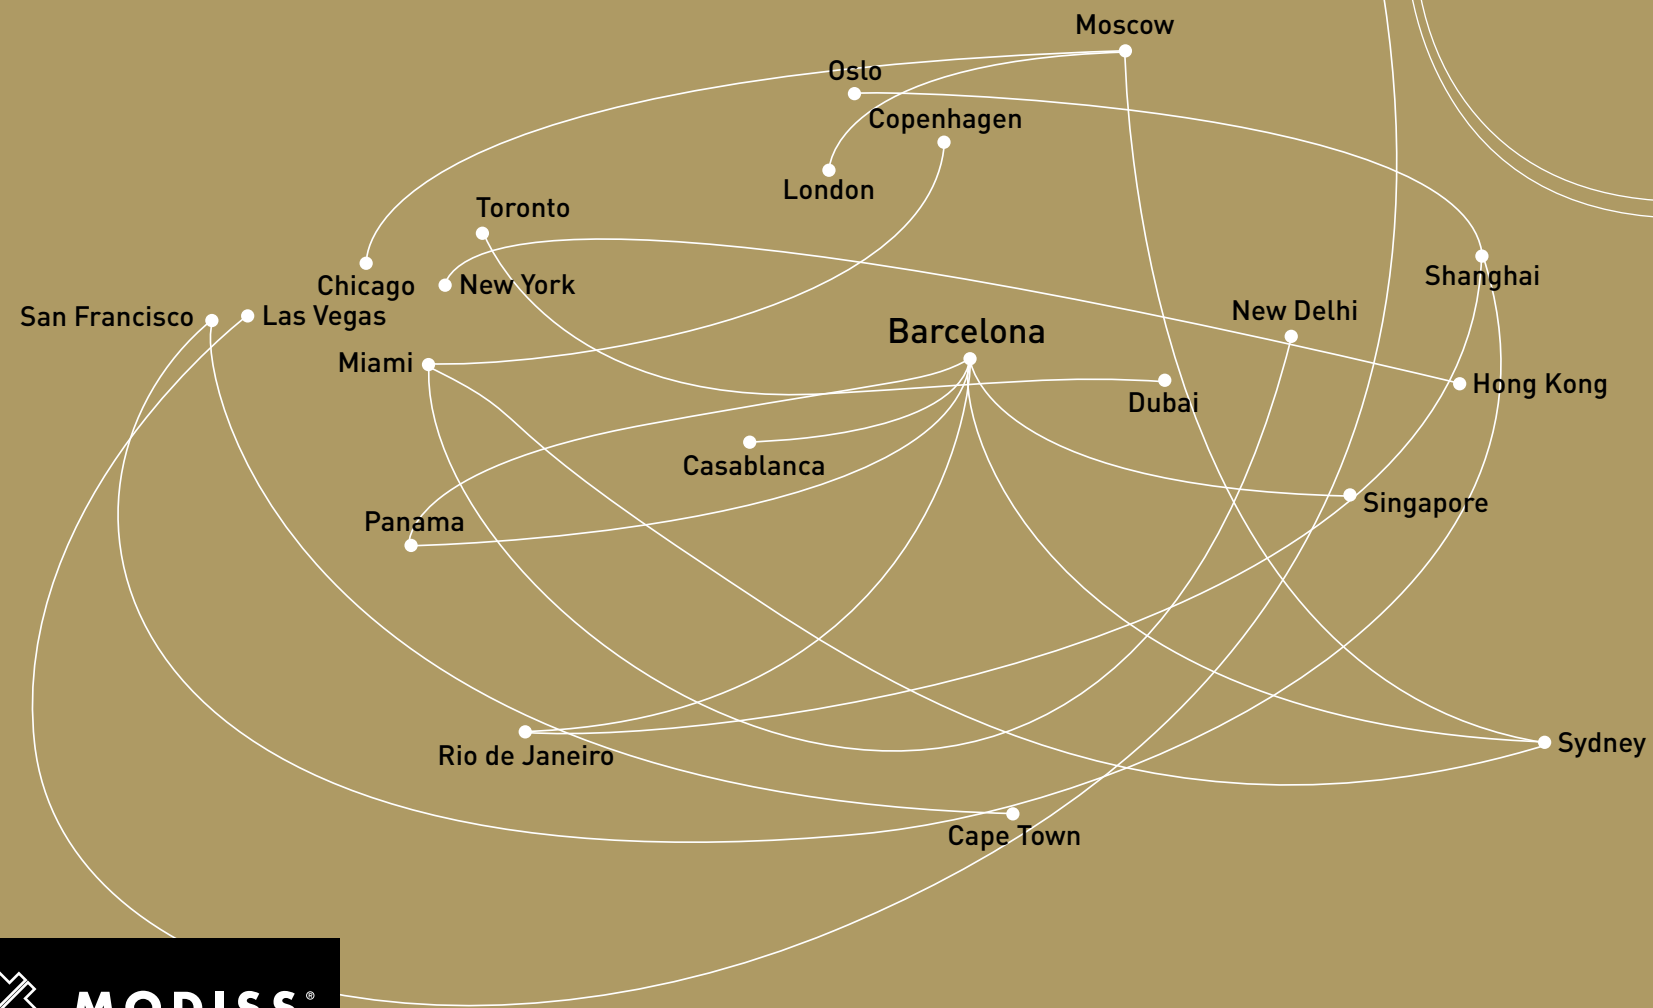 Moscow
Oslo
Copenhagen
London
Toronto
Chicago
New York
Shanghai
San Francisco
Las Vegas
New Delhi
Barcelona
Miami
Hong Kong
Dubai
Casablanca
Singapore
Panama
Rio de Janeiro
Sydney
Cape Town
MODISS®